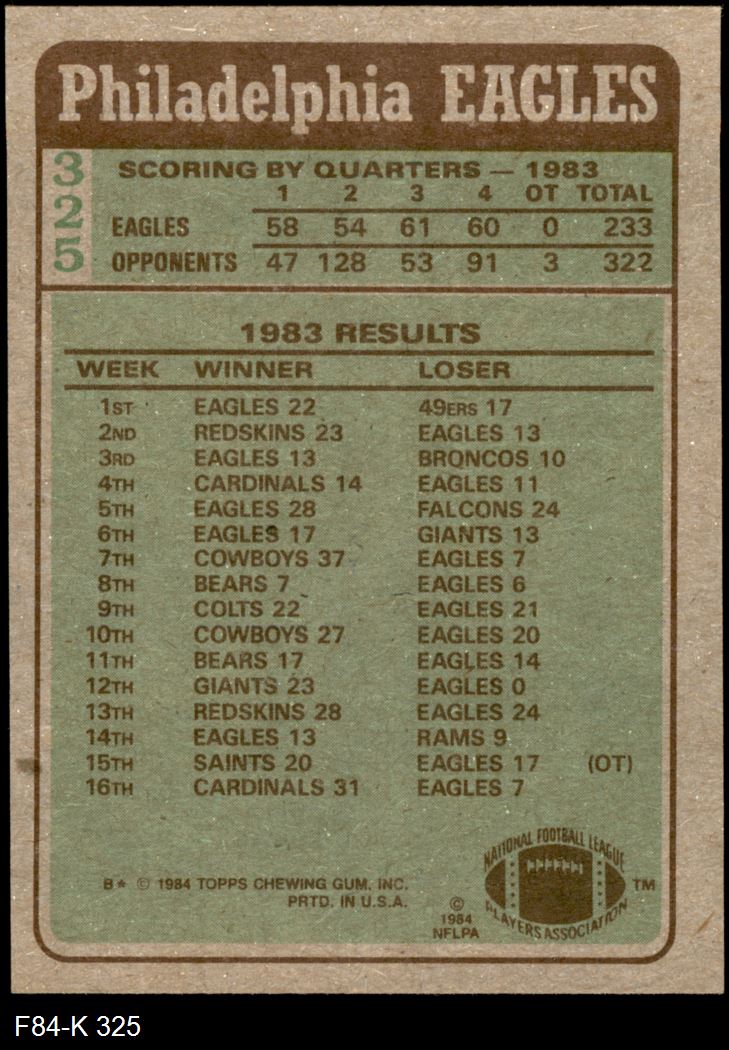 Philadelphia EAGLES
325
SCORING BY QUARTERS — 1983
1 2 3 4 OT TOTAL
EAGLES 58 54 61 60 0 233
OPPONENTS 47 128 53 91 3 322
1983 RESULTS
WEEK WINNER LOSER
1ST EAGLES 22 49ERS 17
2ND REDSKINS 23 EAGLES 13
3RD EAGLES 13 BRONCOS 10
4TH CARDINALS 14 EAGLES 11
5TH EAGLES 28 FALCONS 24
6TH EAGLES 17 GIANTS 13
7TH COWBOYS 37 EAGLES 7
8TH BEARS 7 EAGLES 6
9TH COLTS 22 EAGLES 21
10TH COWBOYS 27 EAGLES 20
11TH BEARS 17 EAGLES 14
12TH GIANTS 23 EAGLES 0
13TH REDSKINS 28 EAGLES 24
14TH EAGLES 13 RAMS 9
15TH SAINTS 20 EAGLES 17 (OT)
16TH CARDINALS 31 EAGLES 7
B* © 1984 TOPPS CHEWING GUM, INC.
PRTD. IN U.S.A.
© 1984 NFLPA
NATIONAL FOOTBALL LEAGUE
PLAYERS ASSOCIATION
TM
F84-K 325